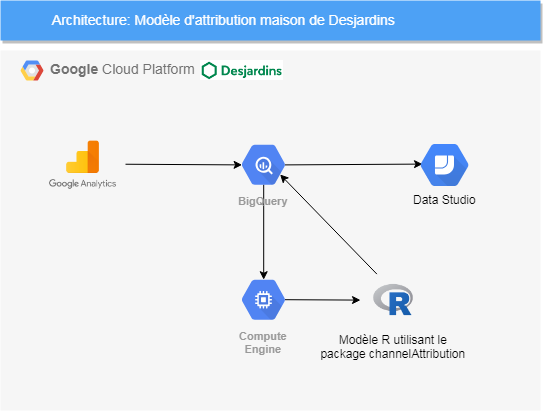 Architecture: Modèle d'attribution maison de Desjardins
Google Cloud Platform Desjardins
Google Analytics
BigQuery
Data Studio
R
Compute
Engine
Modèle R utilisant le
package channelAttribution